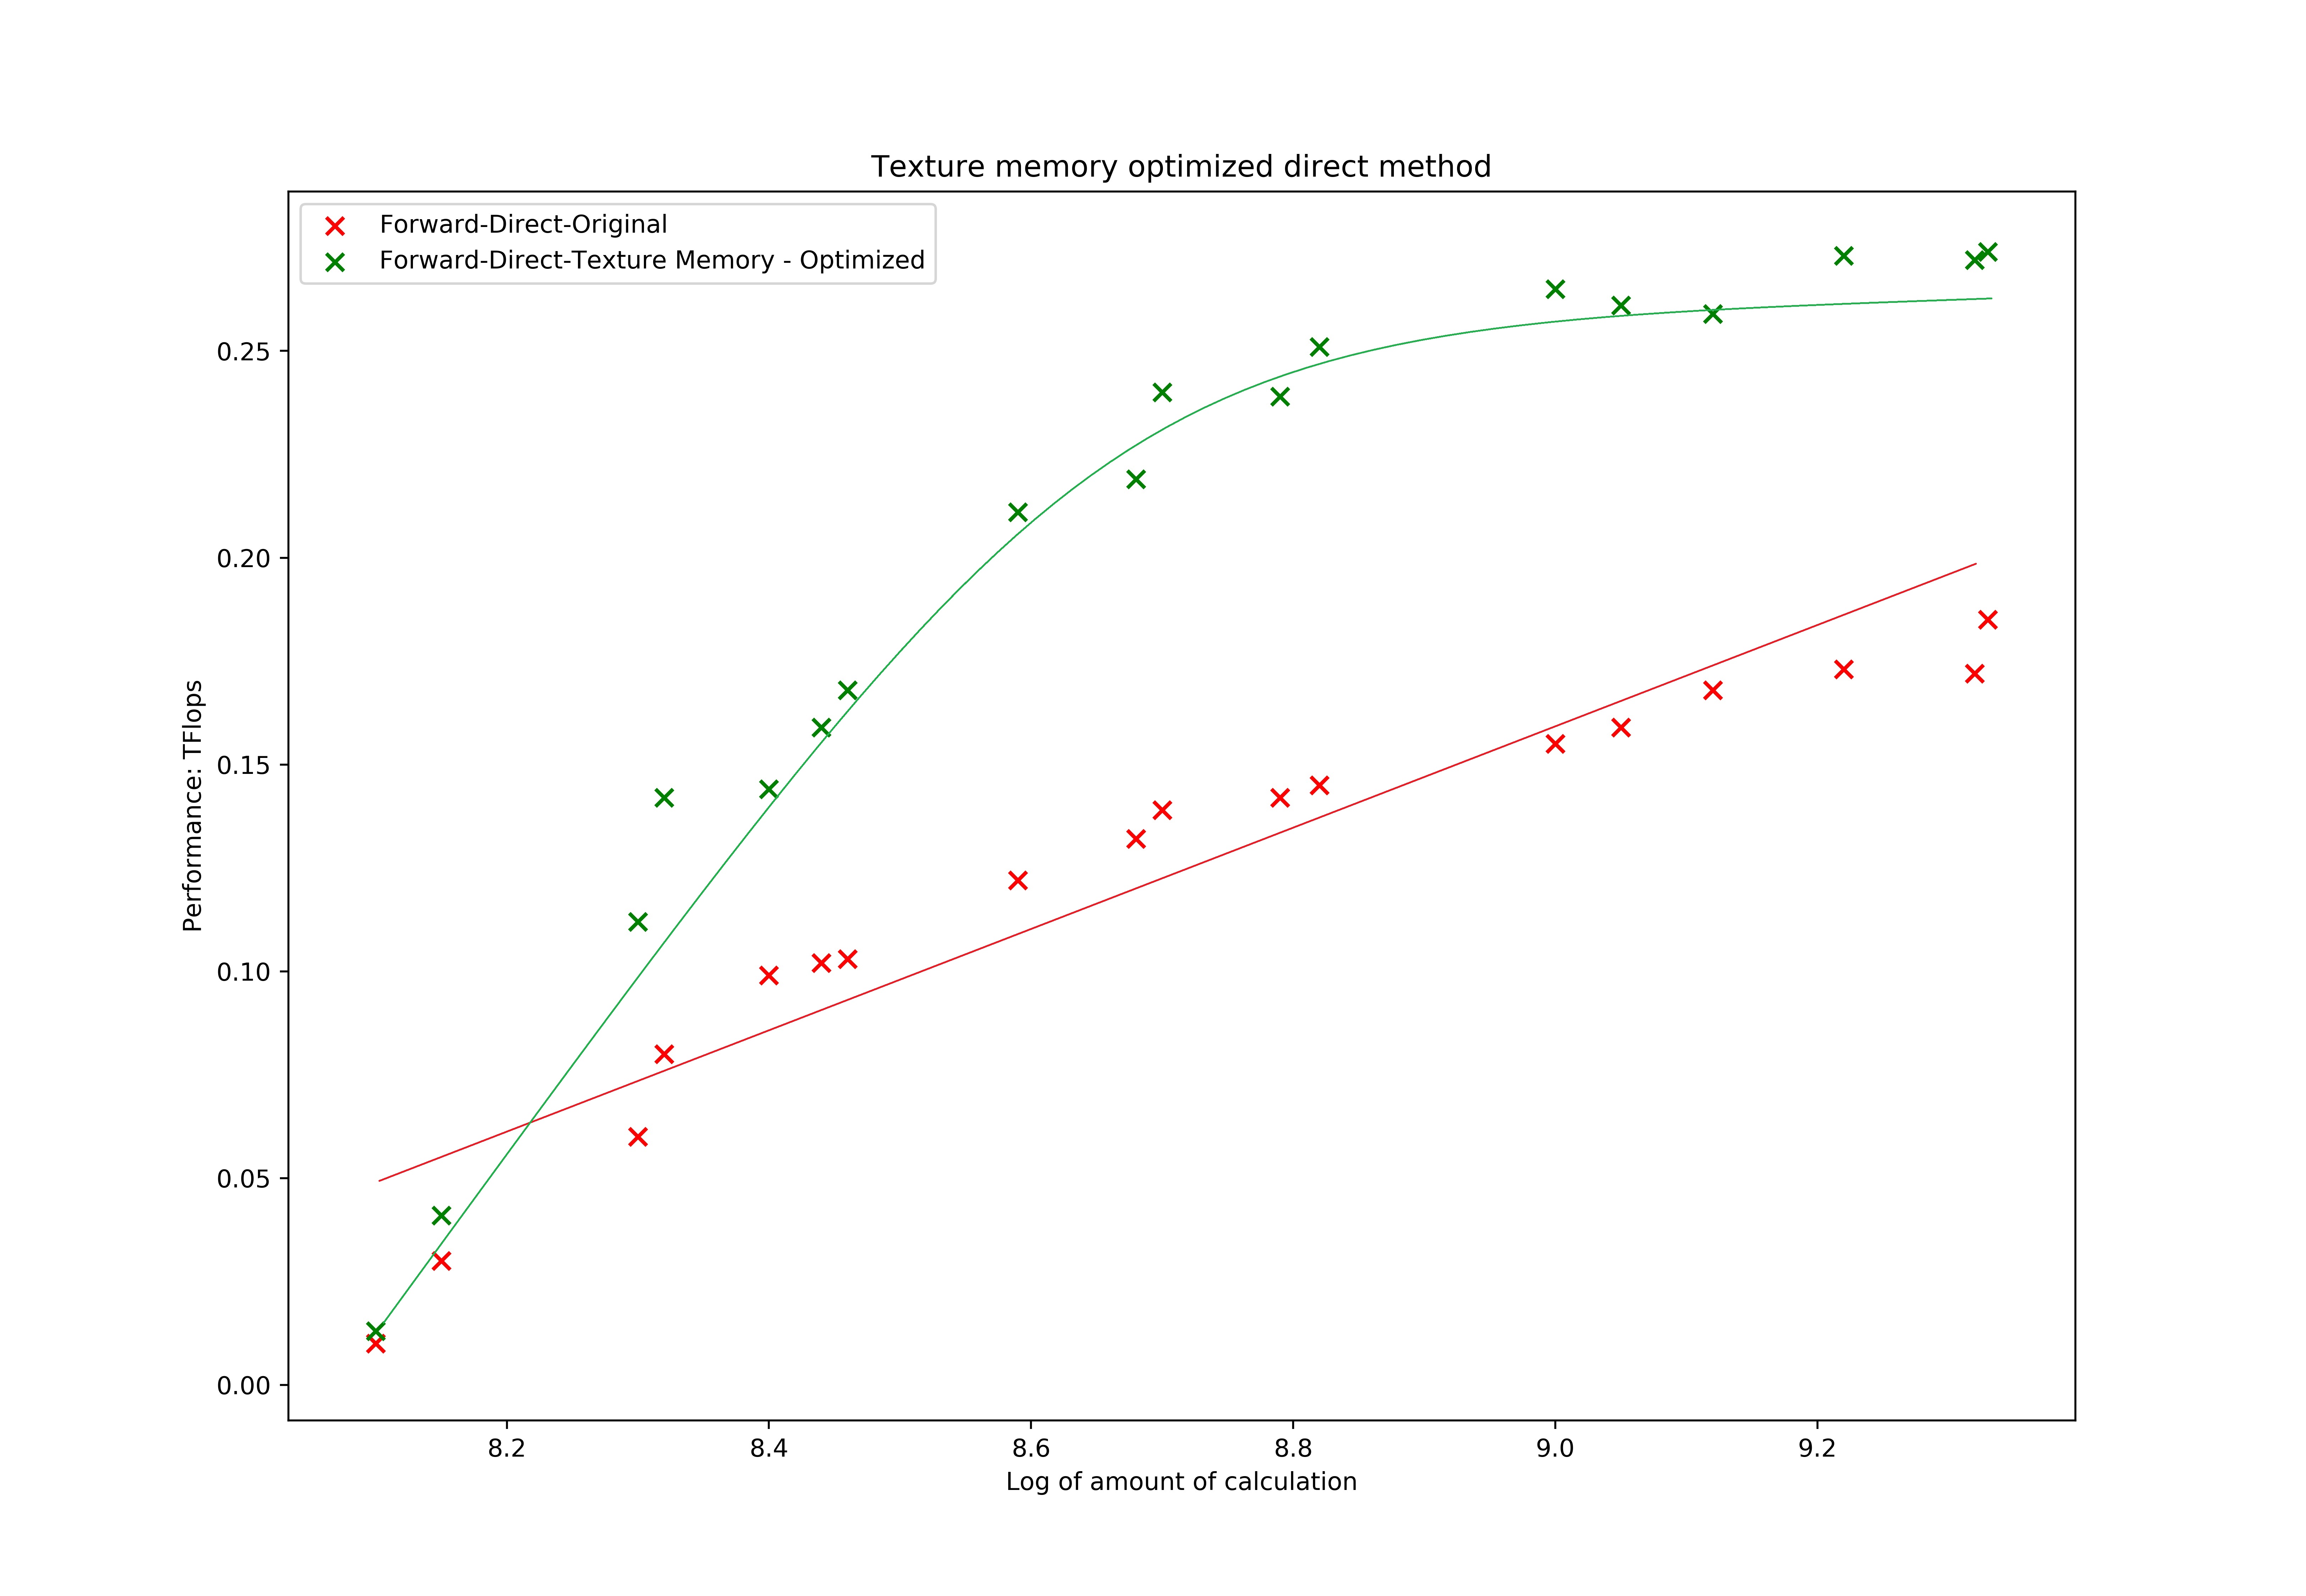 Texture memory optimized direct method
Forward-Direct-Original
Forward-Direct-Texture Memory - Optimized
Performance: TFlops
0.25
0.20
0.15
0.10
0.05
0.00
8.2 8.4 8.6 8.8 9.0 9.2
Log of amount of calculation